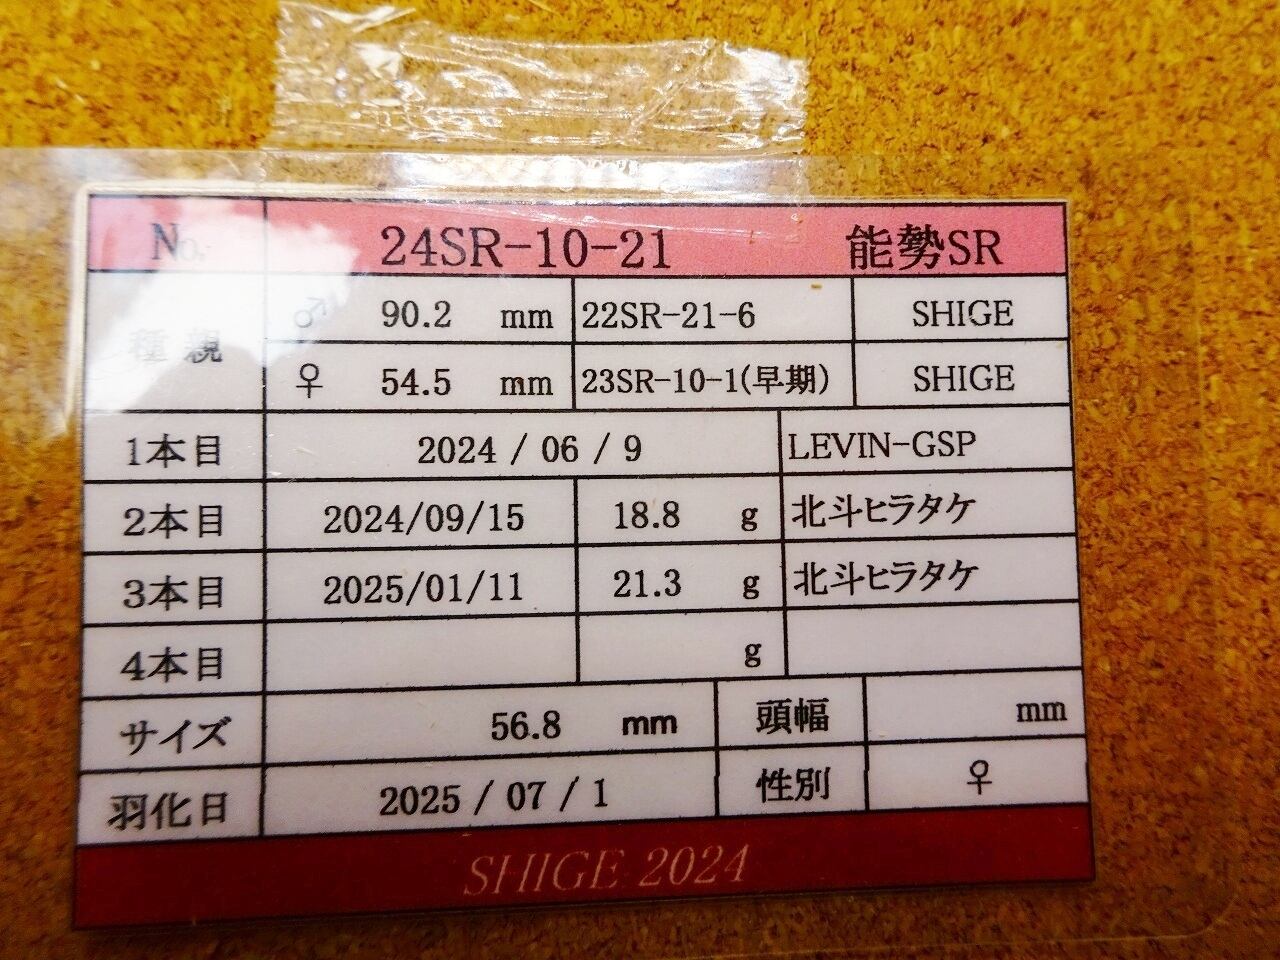 No. 24SR-10-21 能勢SR
種親 ♂ 90.2 mm 22SR-21-6 SHIGE
♀ 54.5 mm 23SR-10-1(早期) SHIGE
1本目 2024 / 06 / 9 LEVIN-GSP
2本目 2024/09/15 18.8 g 北斗ヒラタケ
3本目 2025/01/11 21.3 g 北斗ヒラタケ
4本目 g
サイズ 56.8 mm 頭幅 mm
羽化日 2025 / 07 / 1 性別 ♀
SHIGE 2024